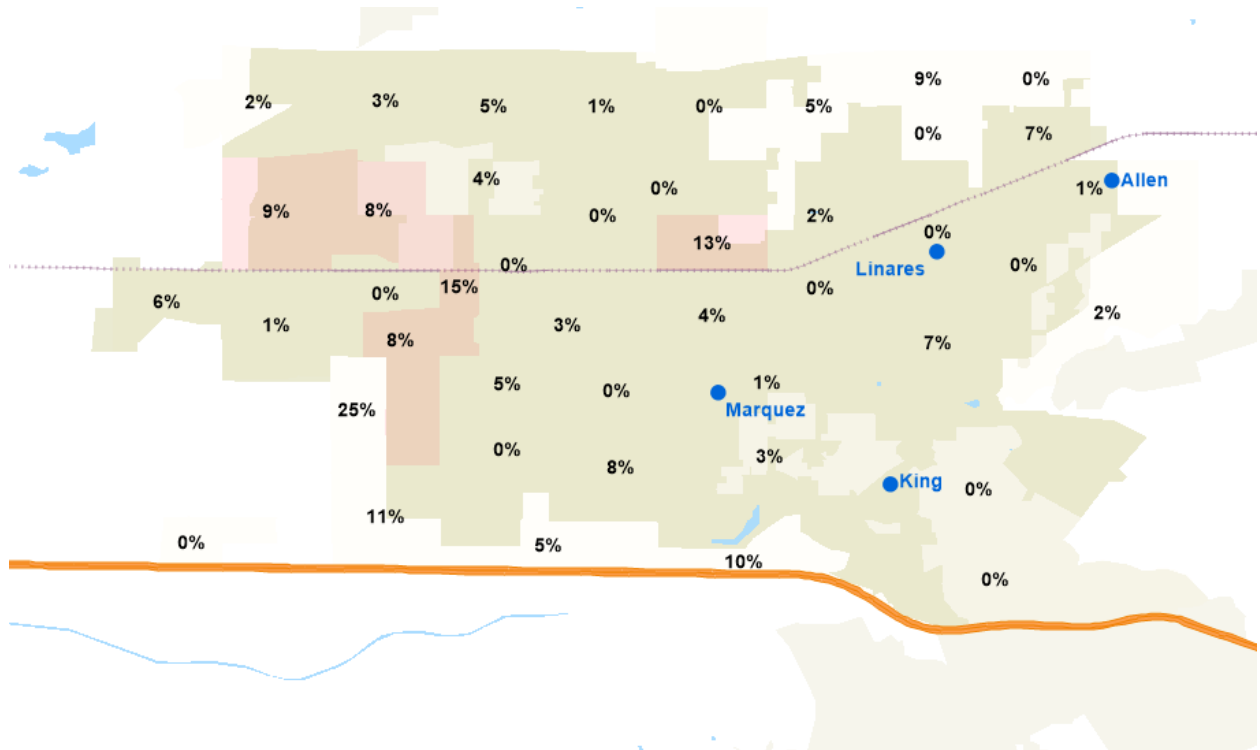 9% 0%
2% 3% 5% 1% 0% 5%
0% 7%
4% 0% 1% Allen
9% 8% 0% 2%
0%
13%
Linares
0% 0%
15% 0% 0%
6%
4% 2%
1% 3%
8% 7%
5% 0% 1%
25% Marquez
0% 3%
8%
King 0%
11%
0% 5%
10%
0%